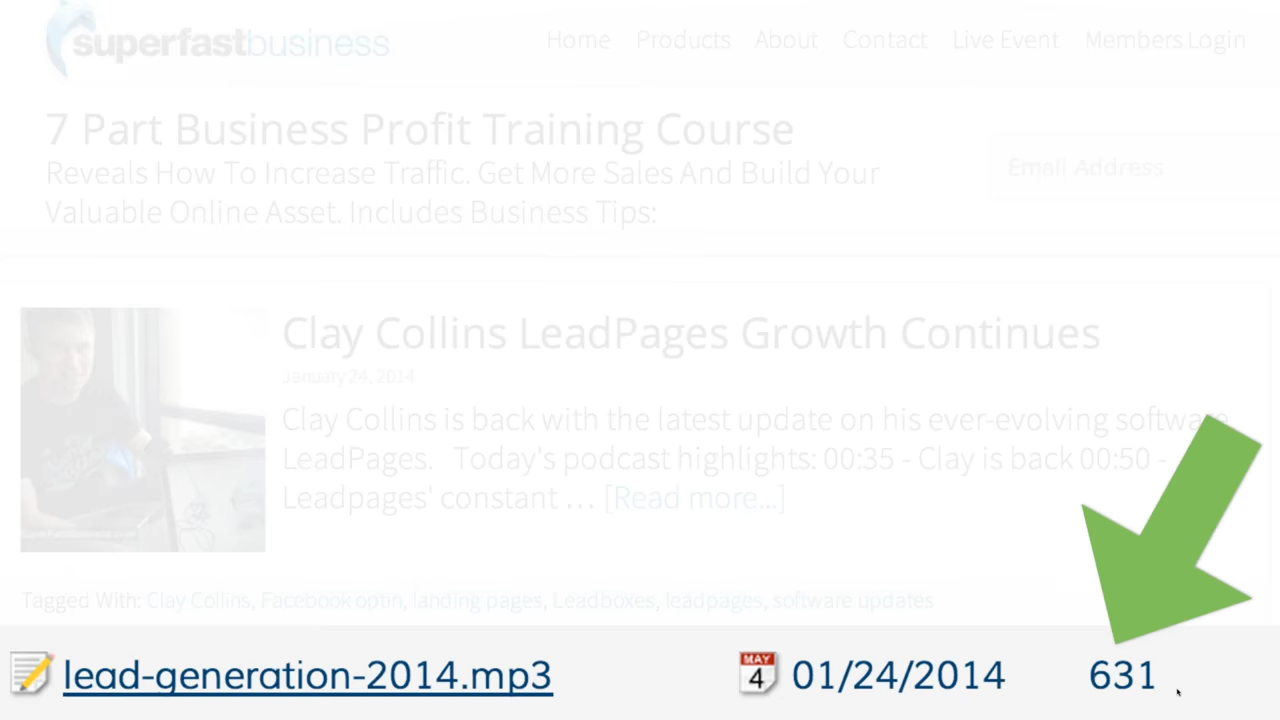 superfastbusiness
Home Products About Contact Live Event Members Login
7 Part Business Profit Training Course
Reveals How To Increase Traffic. Get More Sales And Build Your
Valuable Online Asset. Includes Business Tips:
Email Address
Clay Collins LeadPages Growth Continues
January 24, 2014
Clay Collins is back with the latest update on his ever-evolving software
LeadPages. Today's podcast highlights: 00:35 - Clay is back 00:50 -
Leadpages' constant … [Read more...]
Tagged With: Clay Collins, Facebook optin, landing pages, Leadboxes, leadpages, software updates
lead-generation-2014.mp3 MAY 4 01/24/2014 631